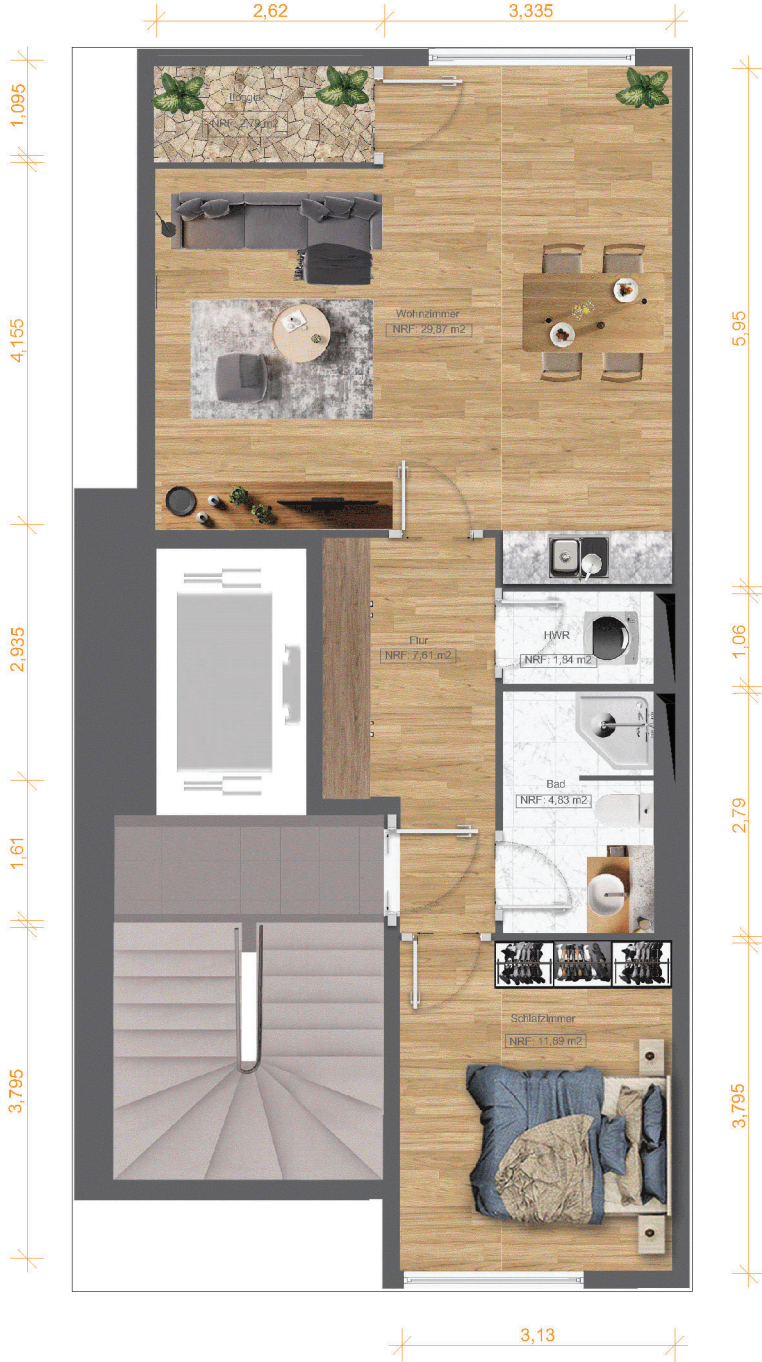 2,62
3,335
1,095
Loggia
NRF: 2,79 m2
4,155
5,95
Wohnzimmer
NRF: 29,87 m2
2,935
Flur
NRF: 7,61 m2
HWR
NRF: 1,84 m2
1,06
Bad
NRF: 4,83 m2
2,79
1,61
Schlafzimmer
NRF: 11,89 m2
3,795
3,795
3,13